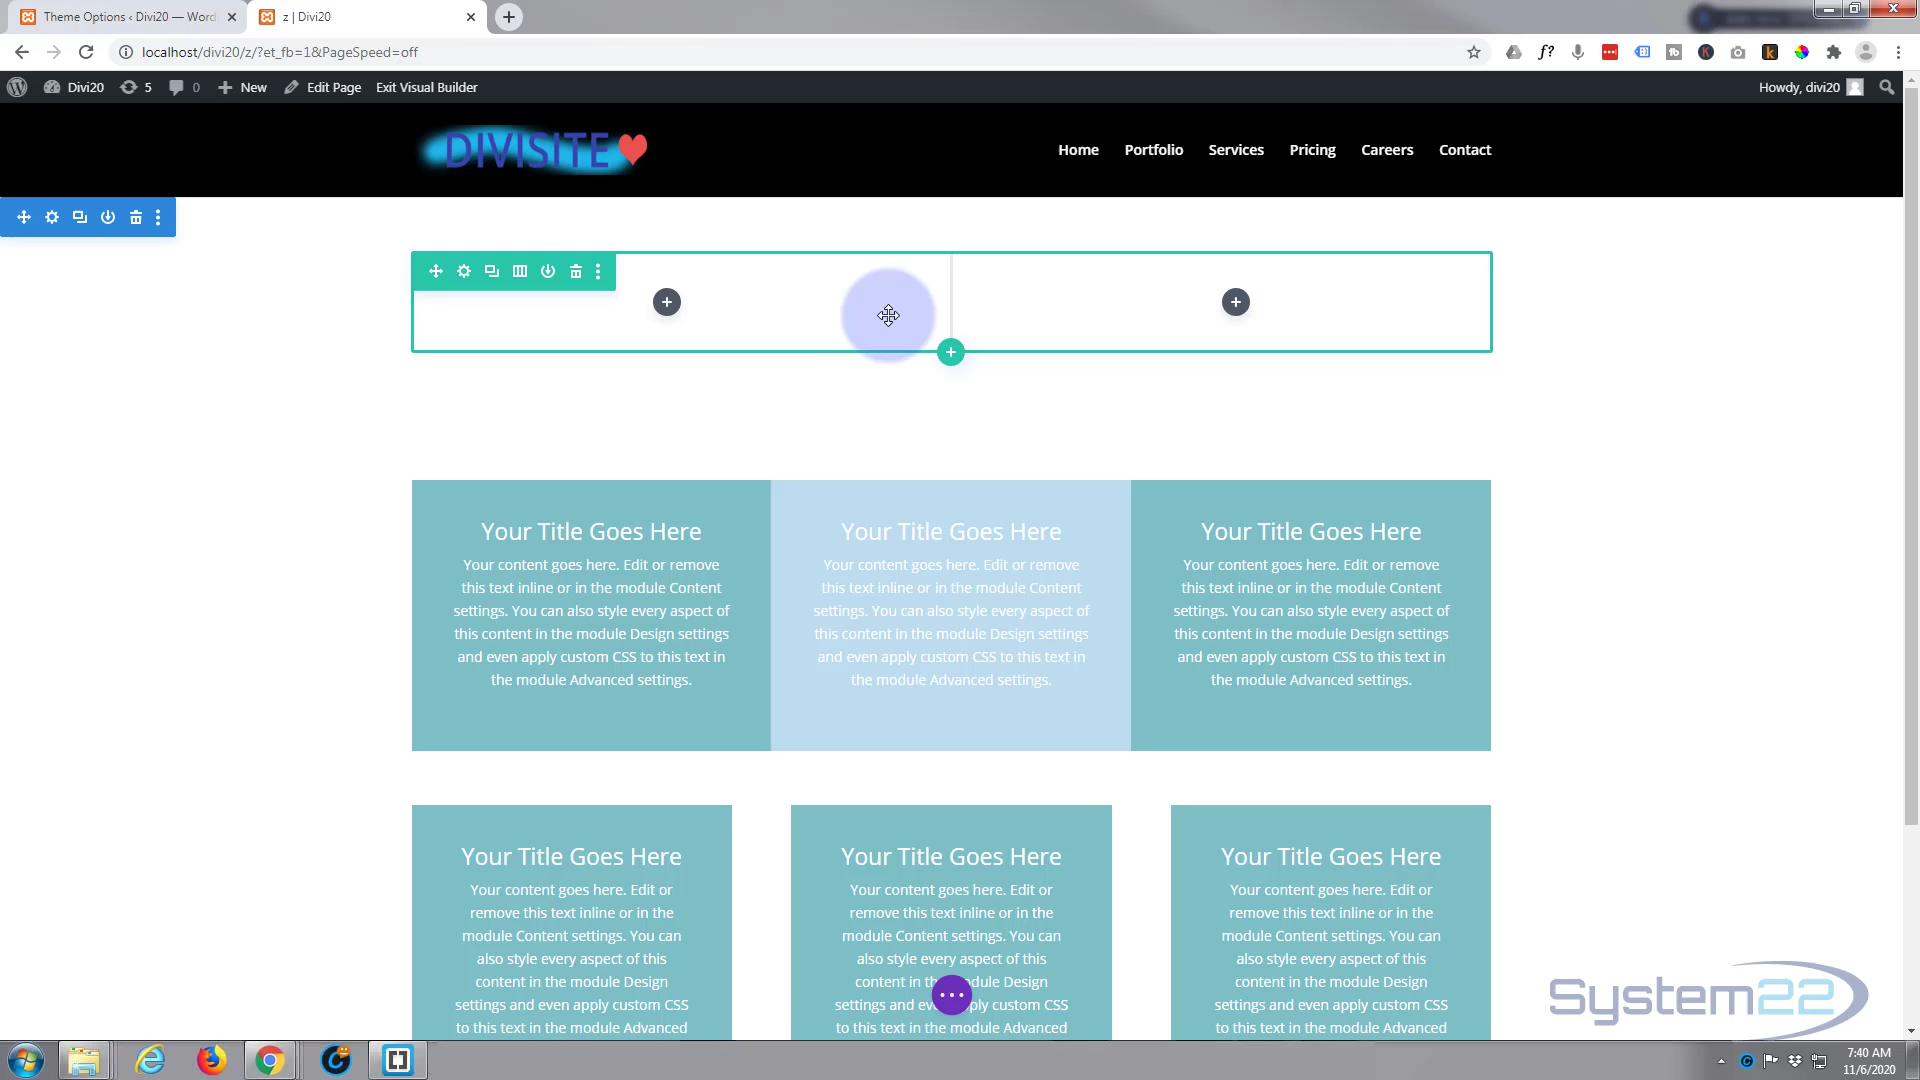 Theme Options ‹ Divi20 — Word
z | Divi20
localhost/divi20/z/?et_fb=1&PageSpeed=off
Divi20
5
0
New
Edit Page
Exit Visual Builder
Howdy, divi20
DIVISITE
Home
Portfolio
Services
Pricing
Careers
Contact
Your Title Goes Here
Your content goes here. Edit or remove
this text inline or in the module Content
settings. You can also style every aspect of
this content in the module Design settings
and even apply custom CSS to this text in
the module Advanced settings.
Your Title Goes Here
Your content goes here. Edit or remove
this text inline or in the module Content
settings. You can also style every aspect of
this content in the module Design settings
and even apply custom CSS to this text in
the module Advanced settings.
Your Title Goes Here
Your content goes here. Edit or remove
this text inline or in the module Content
settings. You can also style every aspect of
this content in the module Design settings
and even apply custom CSS to this text in
the module Advanced settings.
Your Title Goes Here
Your content goes here. Edit or
remove this text inline or in the
module Content settings. You can
also style every aspect of this
content in the module Design
settings and even apply custom CSS
to this text in the module Advanced
Your Title Goes Here
Your content goes here. Edit or
remove this text inline or in the
module Content settings. You can
also style every aspect of this
content in the module Design
settings and even apply custom CSS
to this text in the module Advanced
Your Title Goes Here
Your content goes here. Edit or
remove this text inline or in the
module Content settings. You can
also style every aspect of this
content in the module Design
settings and even apply custom CSS
to this text in the module Advanced
System22
7:40 AM
11/6/2020